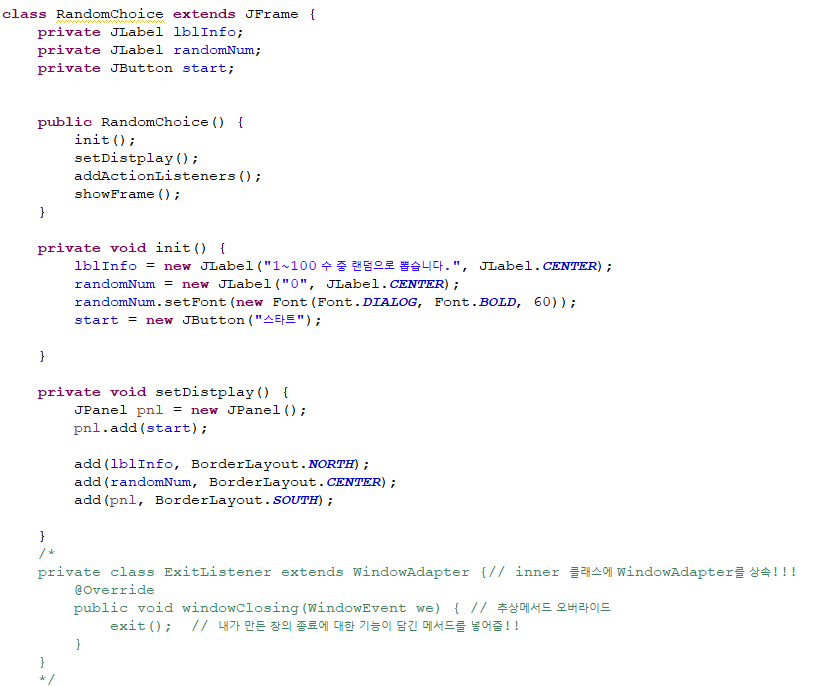 class RandomChoice extends JFrame {
    private JLabel lblInfo;
    private JLabel randomNum;
    private JButton start;
    public RandomChoice() {
        init();
        setDistplay();
        addActionListeners();
        showFrame();
    }
    private void init() {
        lblInfo = new JLabel("1~100 수 중 랜덤으로 뽑습니다.", JLabel.CENTER);
        randomNum = new JLabel("0", JLabel.CENTER);
        randomNum.setFont(new Font(Font.DIALOG, Font.BOLD, 60));
        start = new JButton("스타트");
    }
    private void setDistplay() {
        JPanel pnl = new JPanel();
        pnl.add(start);
        add(lblInfo, BorderLayout.NORTH);
        add(randomNum, BorderLayout.CENTER);
        add(pnl, BorderLayout.SOUTH);
    }
    /*
    private class ExitListener extends WindowAdapter {// inner 클래스에 WindowAdapter를 상속!!!
        @Override
        public void windowClosing(WindowEvent we) { // 추상메서드 오버라이드
            exit();  // 내가 만든 창의 종료에 대한 기능이 담긴 메서드를 넣어줌!!
        }
    }
    */